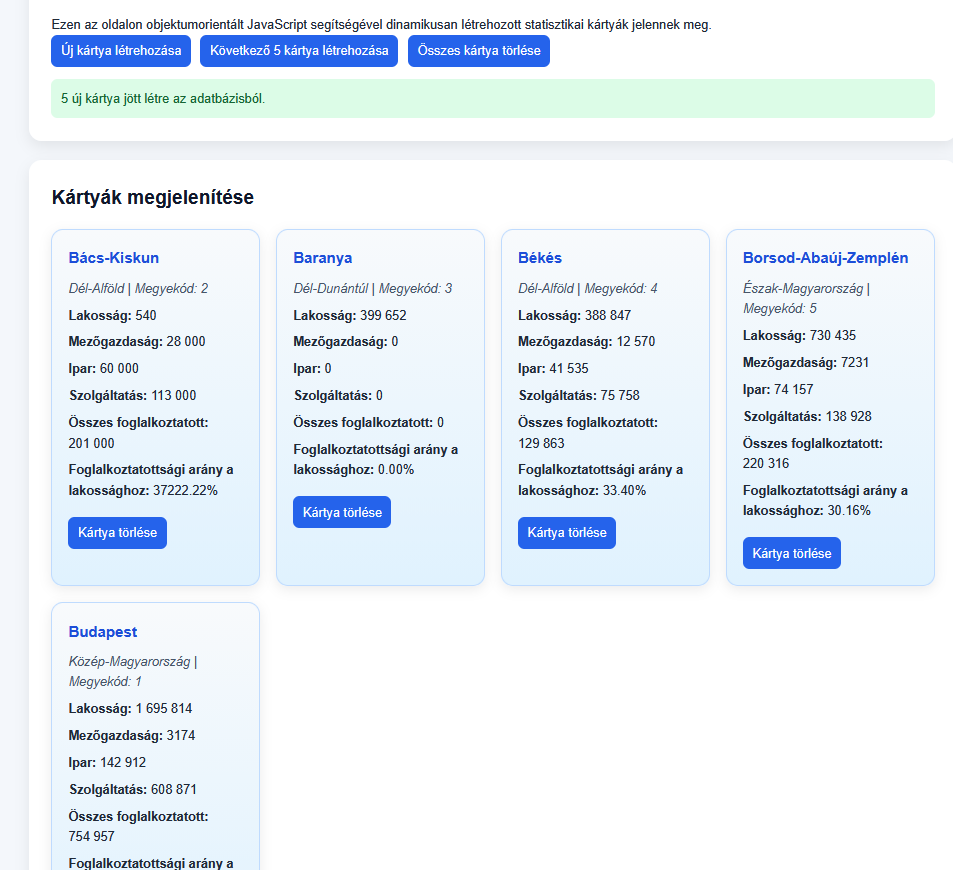 Ezen az oldalon objektumorientált JavaScript segítségével dinamikusan létrehozott statisztikai kártyák jelennek meg.
Új kártya létrehozása
Következő 5 kártya létrehozása
Összes kártya törlése
5 új kártya jött létre az adatbázisból.
Kártyák megjelenítése
Bács-Kiskun
Dél-Alföld | Megyekód: 2
Lakosság: 540
Mezőgazdaság: 28 000
Ipar: 60 000
Szolgáltatás: 113 000
Összes foglalkoztatott:
201 000
Foglalkoztatottsági arány a
lakossághoz: 37222.22%
Kártya törlése
Baranya
Dél-Dunántúl | Megyekód: 3
Lakosság: 399 652
Mezőgazdaság: 0
Ipar: 0
Szolgáltatás: 0
Összes foglalkoztatott: 0
Foglalkoztatottsági arány a
lakossághoz: 0.00%
Kártya törlése
Békés
Dél-Alföld | Megyekód: 4
Lakosság: 388 847
Mezőgazdaság: 12 570
Ipar: 41 535
Szolgáltatás: 75 758
Összes foglalkoztatott:
129 863
Foglalkoztatottsági arány a
lakossághoz: 33.40%
Kártya törlése
Borsod-Abaúj-Zemplén
Észak-Magyarország |
Megyekód: 5
Lakosság: 730 435
Mezőgazdaság: 7231
Ipar: 74 157
Szolgáltatás: 138 928
Összes foglalkoztatott:
220 316
Foglalkoztatottsági arány a
lakossághoz: 30.16%
Kártya törlése
Budapest
Közép-Magyarország |
Megyekód: 1
Lakosság: 1 695 814
Mezőgazdaság: 3174
Ipar: 142 912
Szolgáltatás: 608 871
Összes foglalkoztatott:
754 957
Foglalkoztatottsági arány a